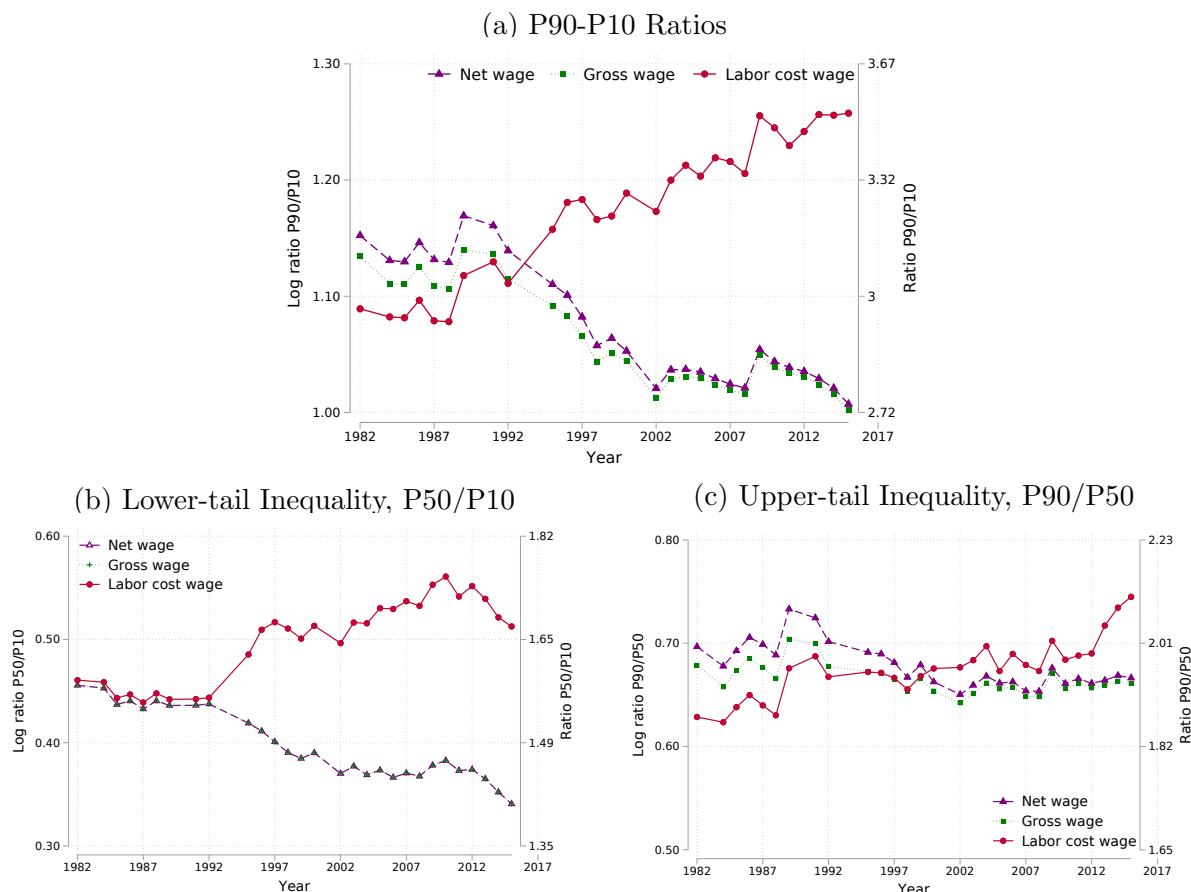 (a) P90-P10 Ratios
Net wage Gross wage Labor cost wage
Log ratio P90/P10
1.30
1.20
1.10
1.00
Ratio P90/P10
3.67
3.32
3
2.72
1982 1987 1992 1997 2002 2007 2012 2017
Year
(b) Lower-tail Inequality, P50/P10
Net wage
Gross wage
Labor cost wage
Log ratio P50/P10
0.60
0.50
0.40
0.30
Ratio P50/P10
1.82
1.65
1.49
1.35
1982 1987 1992 1997 2002 2007 2012 2017
Year
(c) Upper-tail Inequality, P90/P50
Log ratio P90/P50
0.80
0.70
0.60
0.50
Ratio P90/P50
2.23
2.01
1.82
1.65
Net wage
Gross wage
Labor cost wage
1982 1987 1992 1997 2002 2007 2012 2017
Year